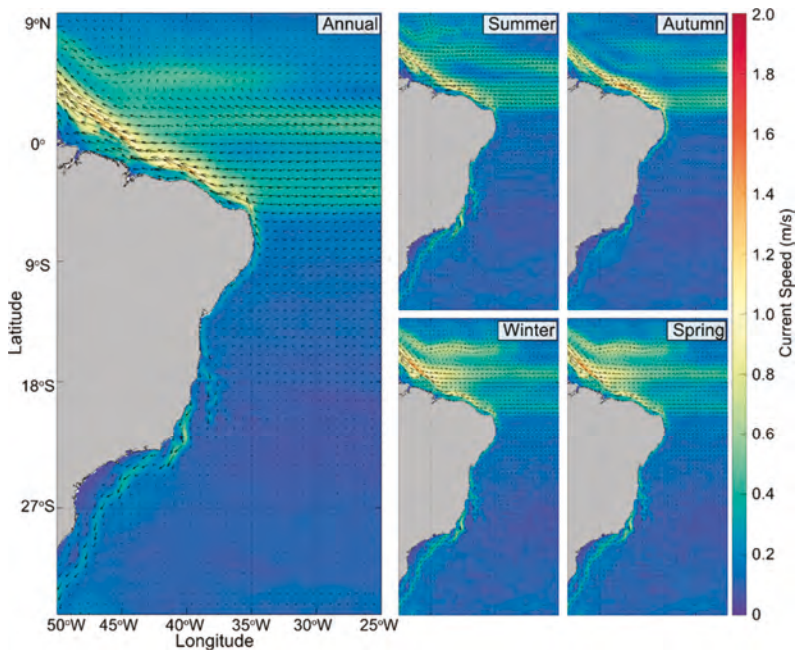 9°N
0°
9°S
18°S
27°S
Latitude
Annual
Summer
Autumn
Winter
Spring
50°W
45°W
40°W
35°W
30°W
25°W
Longitude
2.0
1.8
1.6
1.4
1.2
1.0
0.8
0.6
0.4
0.2
0
Current Speed (m/s)